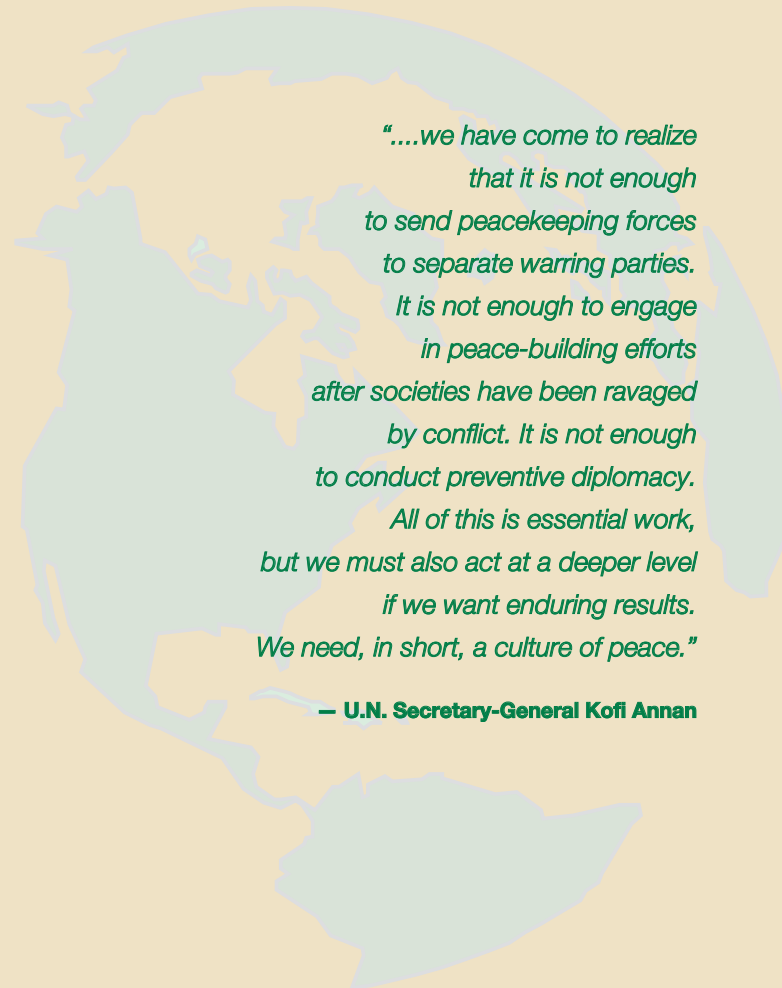 “....we have come to realize
that it is not enough
to send peacekeeping forces
to separate warring parties.
It is not enough to engage
in peace-building efforts
after societies have been ravaged
by conflict. It is not enough
to conduct preventive diplomacy.
All of this is essential work,
but we must also act at a deeper level
if we want enduring results.
We need, in short, a culture of peace.”
— U.N. Secretary-General Kofi Annan